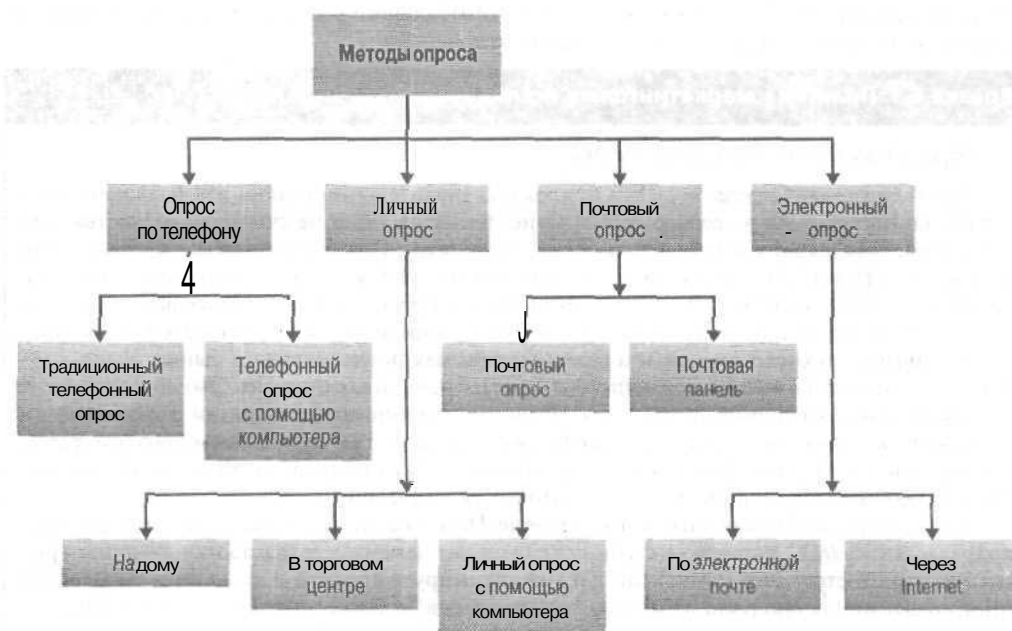 Методы опроса
Опрос
по телефону
Личный
опрос
Почтовый
опрос
Электронный
опрос
Традиционный
телефонный
опрос
Телефонный
опрос
с помощью
компьютера
Почтовый
опрос
Почтовая
панель
На дому
В торговом
центре
Личный опрос
с помощью
компьютера
По электронной
почте
Через
Internet